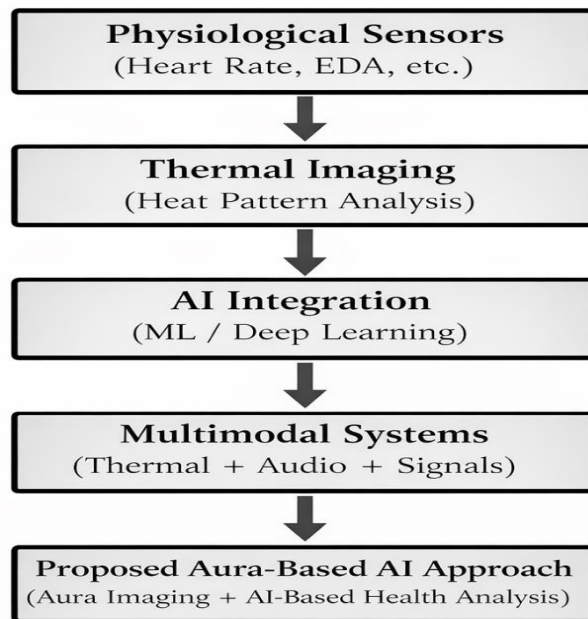 Physiological Sensors
(Heart Rate, EDA, etc.)
Thermal Imaging
(Heat Pattern Analysis)
AI Integration
(ML / Deep Learning)
Multimodal Systems
(Thermal + Audio + Signals)
Proposed Aura-Based AI Approach
(Aura Imaging + AI-Based Health Analysis)